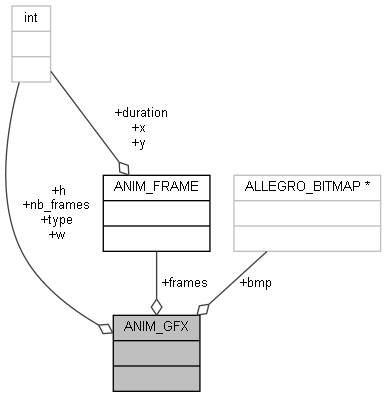 int
+duration
+x
+y
ANIM_FRAME
ALLEGRO_BITMAP *
+h
+nb_frames
+type
+w
+frames
+bmp
ANIM_GFX